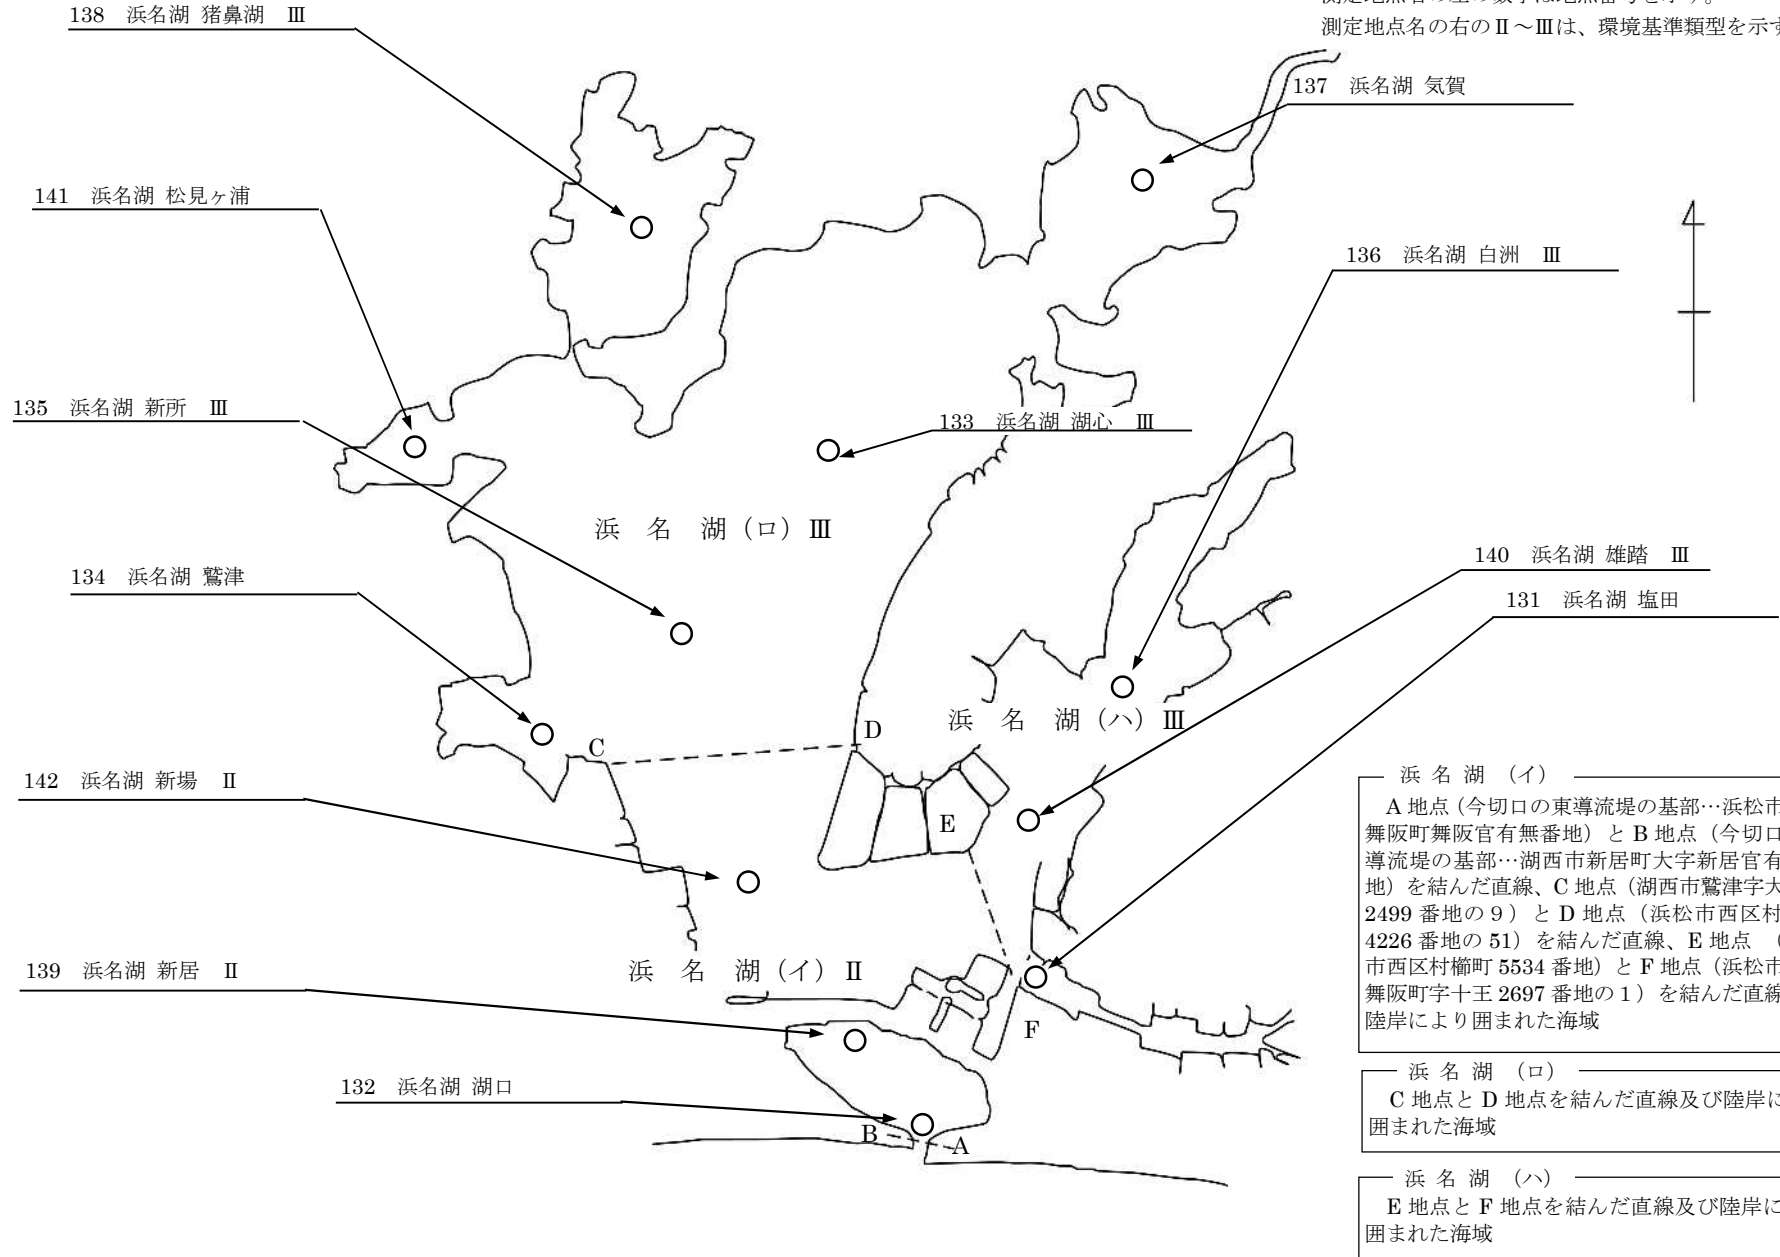 測定地点名の右のⅡ～Ⅲは、環境基準類型を示す
138 浜名湖 猪鼻湖 Ⅲ
137 浜名湖 気賀
141 浜名湖 松見ヶ浦
136 浜名湖 白洲 Ⅲ
135 浜名湖 新所 Ⅲ
133 浜名湖 湖心 Ⅲ
浜 名 湖（ロ）Ⅲ
134 浜名湖 鷲津
140 浜名湖 雄踏 Ⅲ
131 浜名湖 塩田
浜 名 湖（ハ）Ⅲ
C
D
142 浜名湖 新場 Ⅱ
E
139 浜名湖 新居 Ⅱ
浜 名 湖（イ）Ⅱ
F
132 浜名湖 湖口
B
A
浜 名 湖 （イ）
A 地点（今切口の東導流堤の基部…浜松市
舞阪町舞阪官有無番地）と B 地点（今切口
導流堤の基部…湖西市新居町大字新居官有
地）を結んだ直線、C 地点（湖西市鷲津字大
2499 番地の９）と D 地点（浜松市西区村
4226 番地の 51）を結んだ直線、E 地点 （
市西区村櫛町 5534 番地）と F 地点（浜松市
舞阪町字十王 2697 番地の１）を結んだ直線
陸岸により囲まれた海域
浜 名 湖 （ロ）
C 地点と D 地点を結んだ直線及び陸岸に
囲まれた海域
浜 名 湖 （ハ）
E 地点と F 地点を結んだ直線及び陸岸に
囲まれた海域